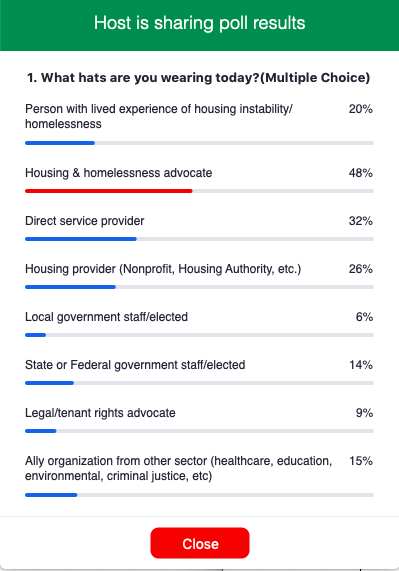 Host is sharing poll results
1. What hats are you wearing today?(Multiple Choice)
Person with lived experience of housing instability/ 20%
homelessness
Housing & homelessness advocate 48%
Direct service provider 32%
Housing provider (Nonprofit, Housing Authority, etc.) 26%
Local government staff/elected 6%
State or Federal government staff/elected 14%
Legal/tenant rights advocate 9%
Ally organization from other sector (healthcare, education, 15%
environmental, criminal justice, etc)
Close